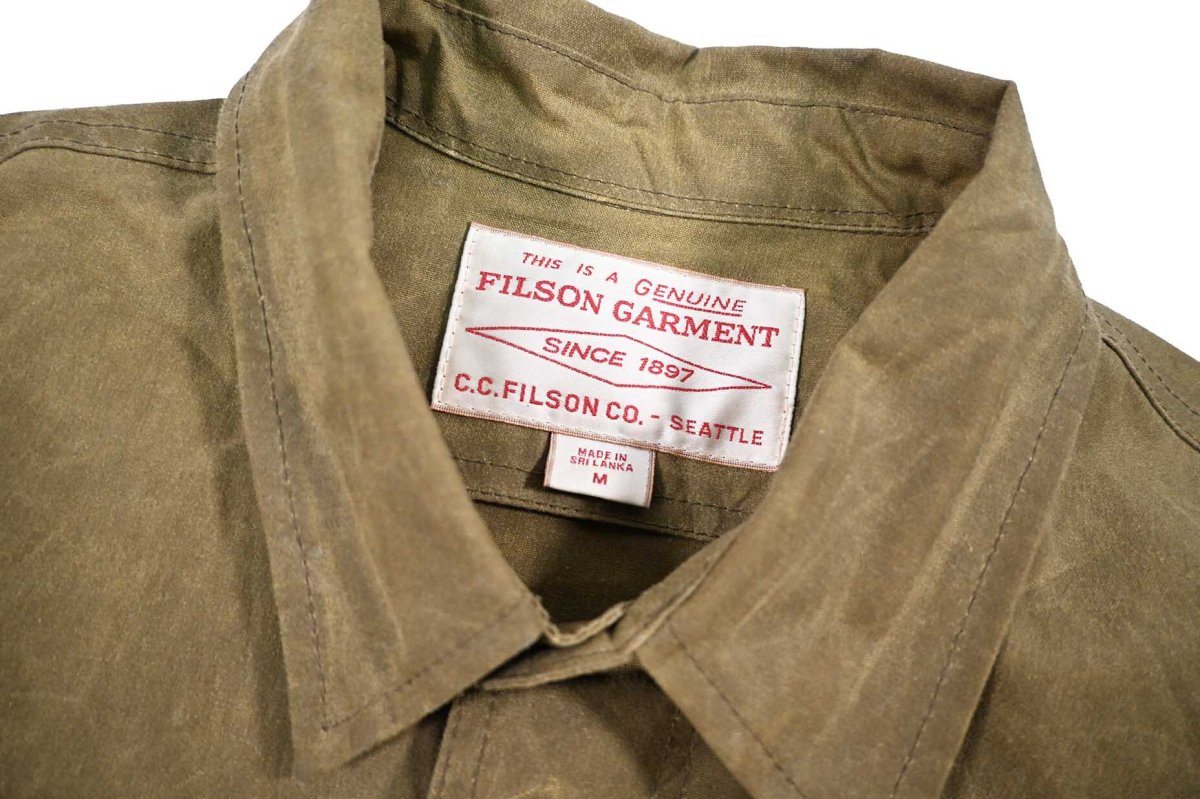 THIS IS A GENUINE
FILSON GARMENT
SINCE 1897
C.C. FILSON CO. - SEATTLE
MADE IN
SRI LANKA
M